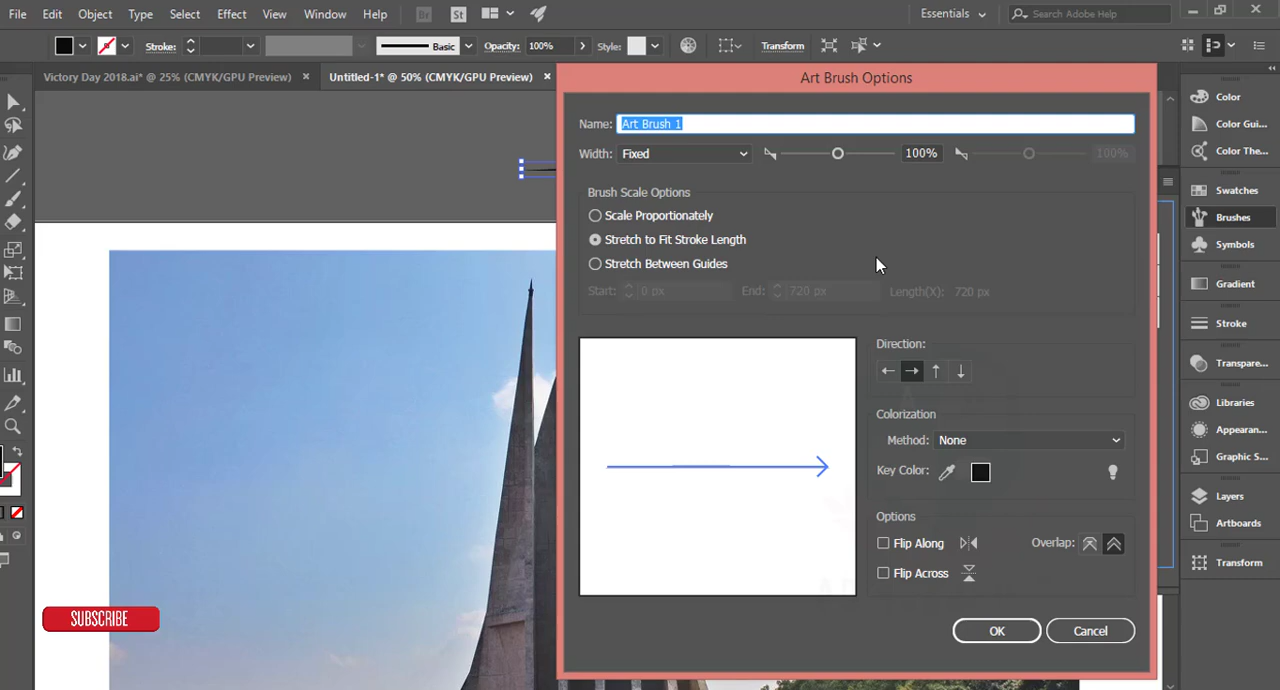 File Edit Object Type Select Effect View Window Help Br St Essentials Search Adobe Help
Stroke: Basic Opacity: 100% Style: Transform
Victory Day 2018.ai* @ 25% (CMYK/GPU Preview) × Untitled-1* @ 50% (CMYK/GPU Preview) ×
Art Brush Options
Name: Art Brush 1
Width: Fixed 100% 100%
Brush Scale Options
Scale Proportionately
Stretch to Fit Stroke Length
Stretch Between Guides
Start: 0 px End: 720 px Length(X): 720 px
Direction:
Colorization
Method: None
Key Color:
Options
Flip Along Overlap:
Flip Across
OK Cancel
Color
Color Gui...
Color The...
Swatches
Brushes
Symbols
Gradient
Stroke
Transpare...
Libraries
Appearan...
Graphic S...
Layers
Artboards
Transform
SUBSCRIBE